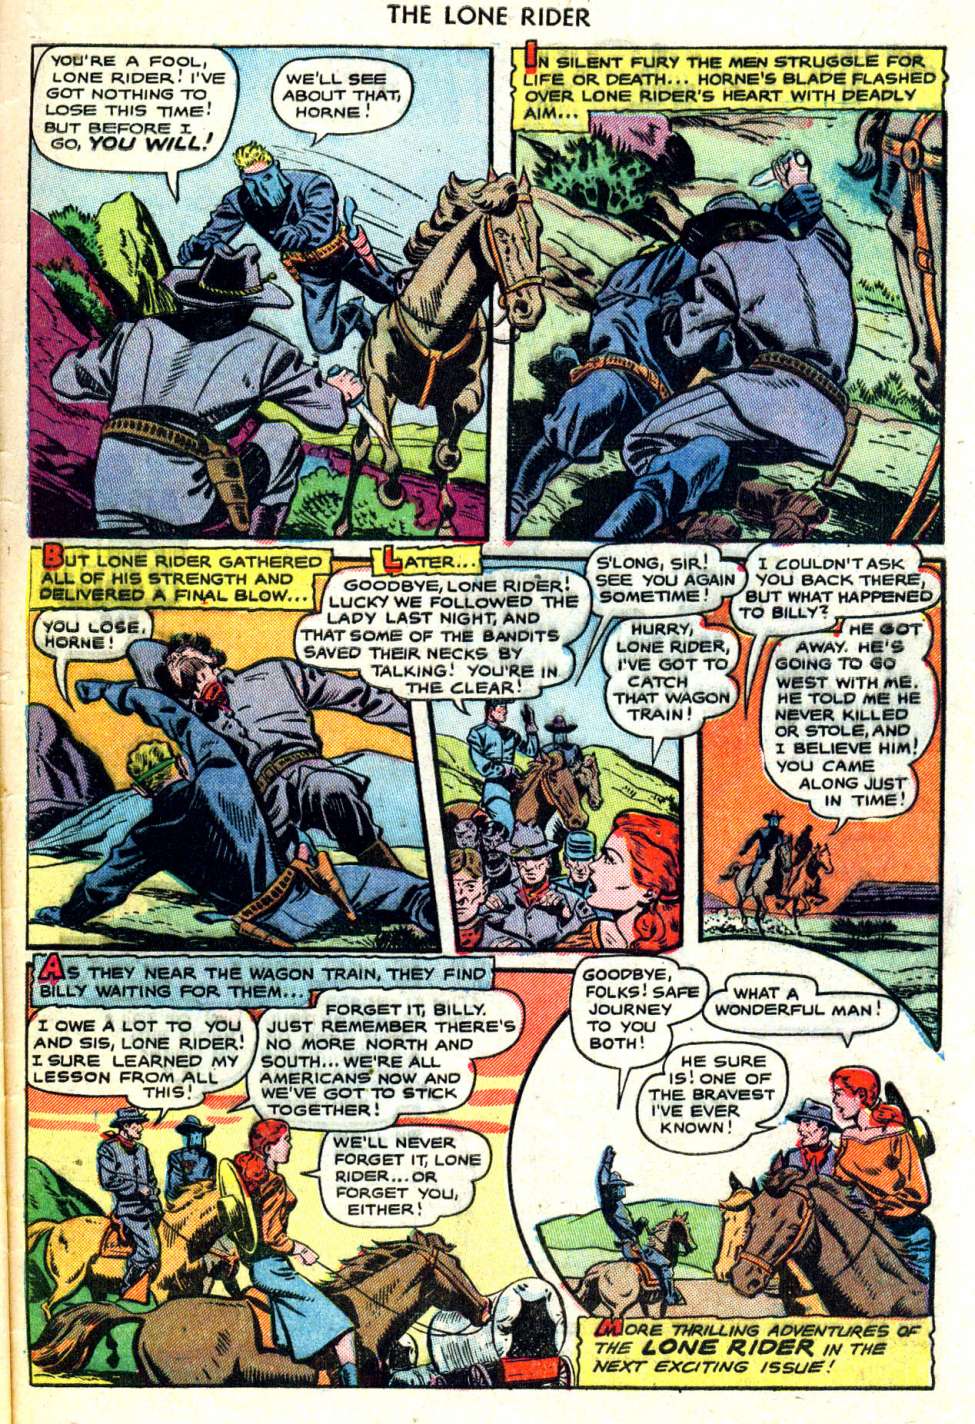 THE LONE RIDER
YOU'RE A FOOL,
LONE RIDER! I'VE
GOT NOTHING TO
LOSE THIS TIME!
BUT BEFORE I
GO, YOU WILL!
WE'LL SEE
ABOUT THAT,
HORNE!
IN SILENT FURY THE MEN STRUGGLE FOR
LIFE OR DEATH... HORNE'S BLADE FLASHED
OVER LONE RIDER'S HEART WITH DEADLY
AIM...
BUT LONE RIDER GATHERED
ALL OF HIS STRENGTH AND
DELIVERED A FINAL BLOW...
YOU LOSE,
HORNE!
LATER...
GOODBYE, LONE RIDER!
LUCKY WE FOLLOWED THE
LADY LAST NIGHT, AND
THAT SOME OF THE BANDITS
SAVED THEIR NECKS BY
TALKING! YOU'RE IN
THE CLEAR!
S'LONG, SIR!
SEE YOU AGAIN
SOMETIME!
HURRY,
LONE RIDER,
I'VE GOT TO
CATCH
THAT WAGON
TRAIN!
I COULDN'T ASK
YOU BACK THERE,
BUT WHAT HAPPENED
TO BILLY?
HE GOT
AWAY. HE'S
GOING TO GO
WEST WITH ME.
HE TOLD ME HE
NEVER KILLED
OR STOLE, AND
I BELIEVE HIM!
YOU CAME
ALONG JUST
IN TIME!
AS THEY NEAR THE WAGON TRAIN, THEY FIND
BILLY WAITING FOR THEM...
I OWE A LOT TO YOU
AND SIS, LONE RIDER!
I SURE LEARNED MY
LESSON FROM ALL
THIS!
FORGET IT, BILLY.
JUST REMEMBER THERE'S
NO MORE NORTH AND
SOUTH... WE'RE ALL
AMERICANS NOW AND
WE'VE GOT TO STICK
TOGETHER!
WE'LL NEVER
FORGET IT, LONE
RIDER... OR
FORGET YOU,
EITHER!
GOODBYE,
FOLKS! SAFE
JOURNEY
TO YOU
BOTH!
WHAT A
WONDERFUL MAN!
HE SURE
IS! ONE OF
THE BRAVEST
I'VE EVER
KNOWN!
MORE THRILLING ADVENTURES OF
THE LONE RIDER IN THE
NEXT EXCITING ISSUE!